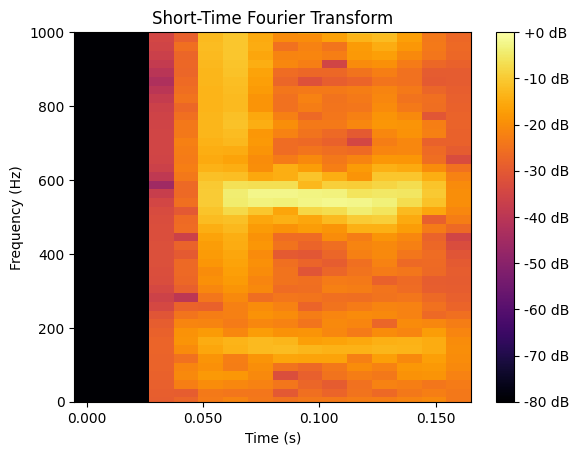 Short-Time Fourier Transform
1000
800
600
400
200
0
Frequency (Hz)
0.000
0.050
0.100
0.150
Time (s)
+0 dB
-10 dB
-20 dB
-30 dB
-40 dB
-50 dB
-60 dB
-70 dB
-80 dB